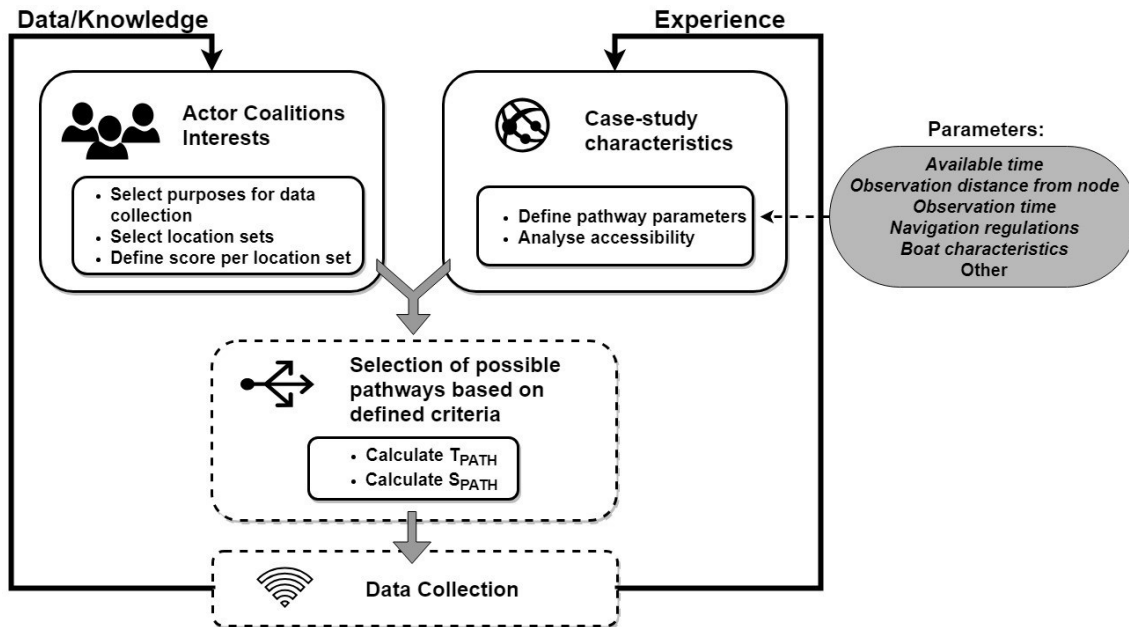 Data/Knowledge
Experience
Actor Coalitions
Interests
• Select purposes for data
collection
• Select location sets
• Define score per location set
Case-study
characteristics
• Define pathway parameters
• Analyse accessibility
Parameters:
Available time
Observation distance from node
Observation time
Navigation regulations
Boat characteristics
Other
Selection of possible
pathways based on
defined criteria
• Calculate TPATH
• Calculate SPATH
Data Collection